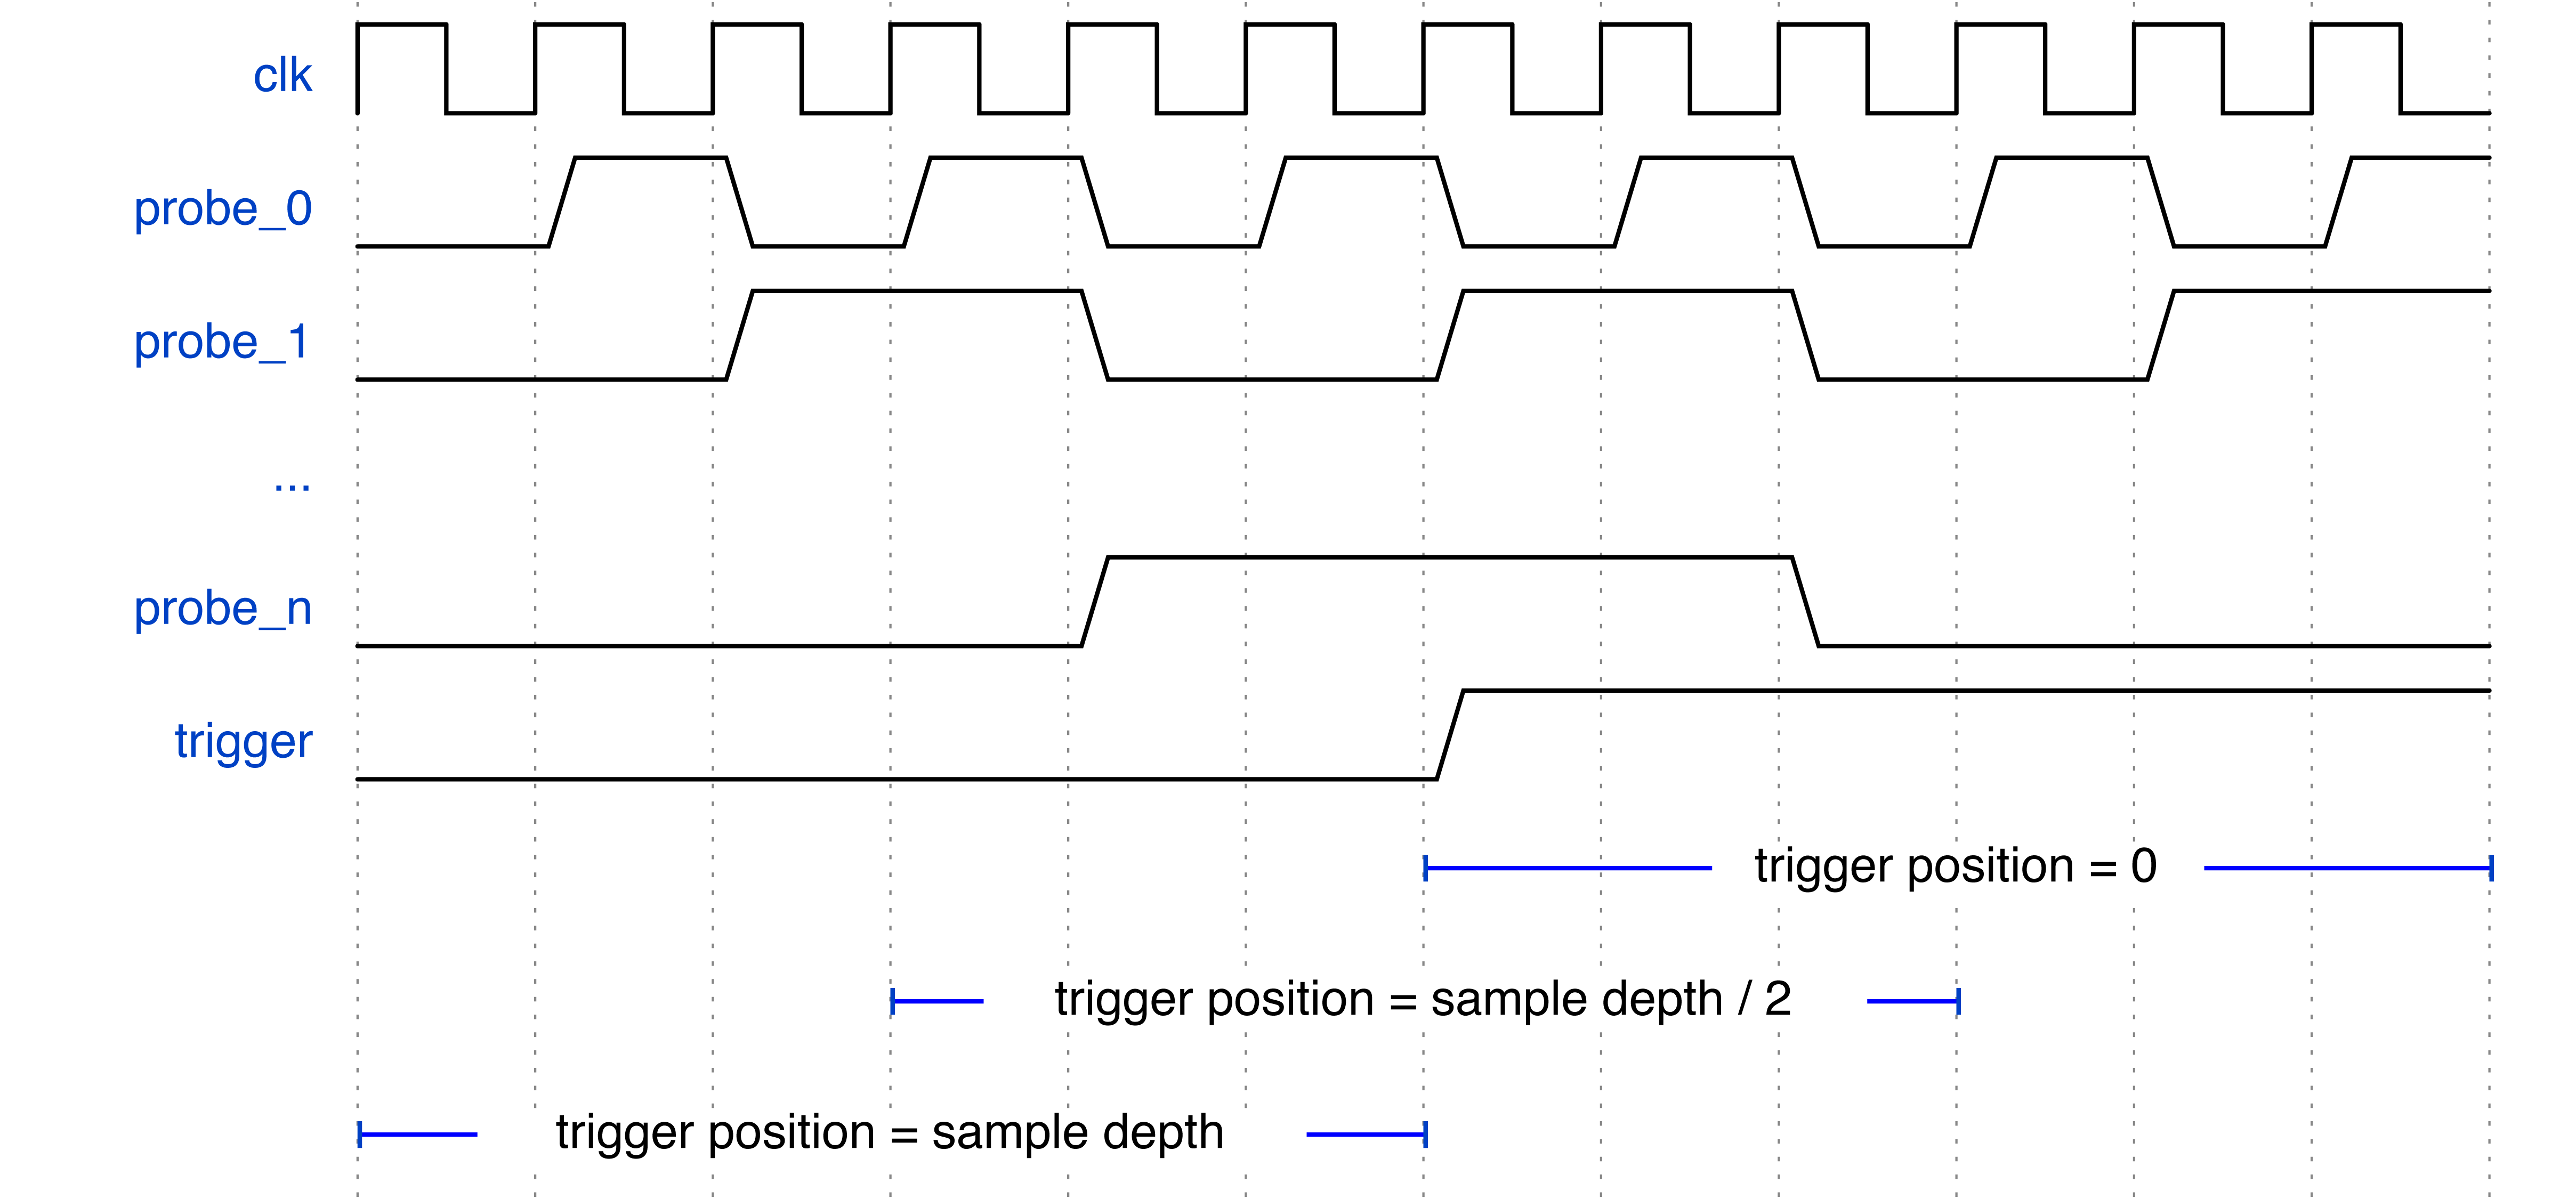 clk
probe_0
probe_1
...
probe_n
trigger
trigger position = 0
trigger position = sample depth / 2
trigger position = sample depth